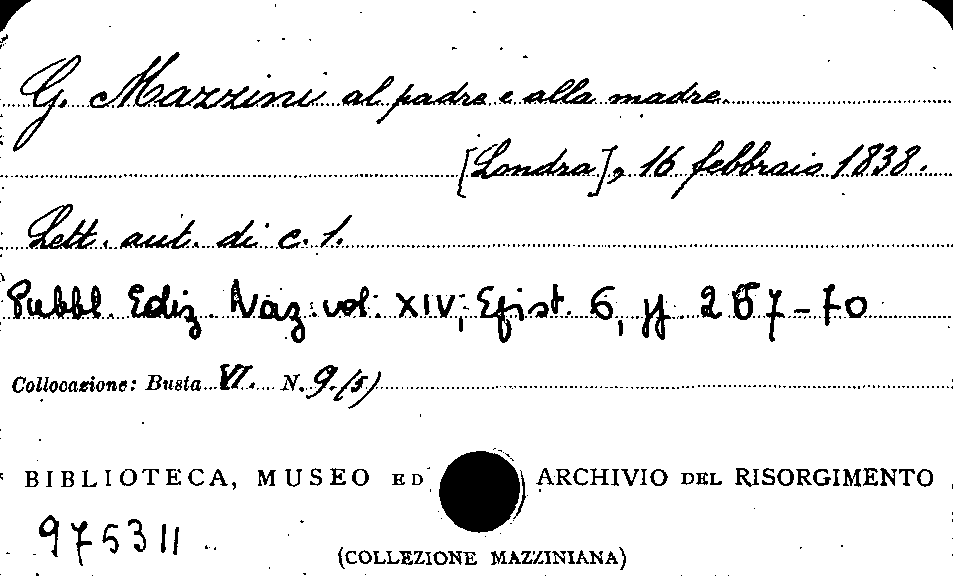 G. Mazzini al padre e alla madre.
[Londra], 16 febbraio 1838.
Lett. aut. di c. 1.
Pubbl. Ediz. Naz. vol. XIV, Epist. 6, pp. 267-70
Collocazione: Busta VI. N. 9.(5)
BIBLIOTECA, MUSEO ED ARCHIVIO DEL RISORGIMENTO
975311
(COLLEZIONE MAZZINIANA)